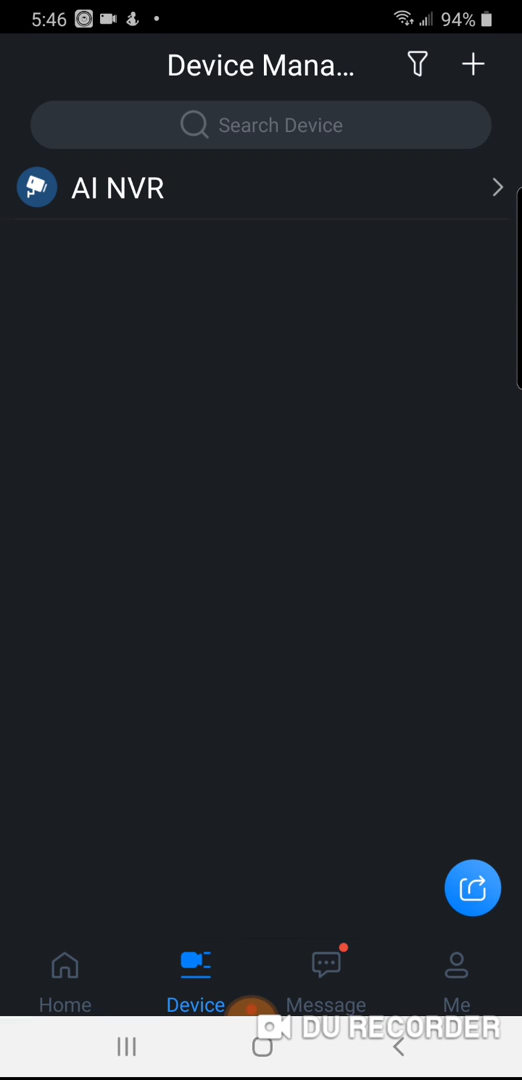 5:46
94%
Device Mana...
Search Device
AI NVR
Home
Device
Message
Me
DU RECORDER